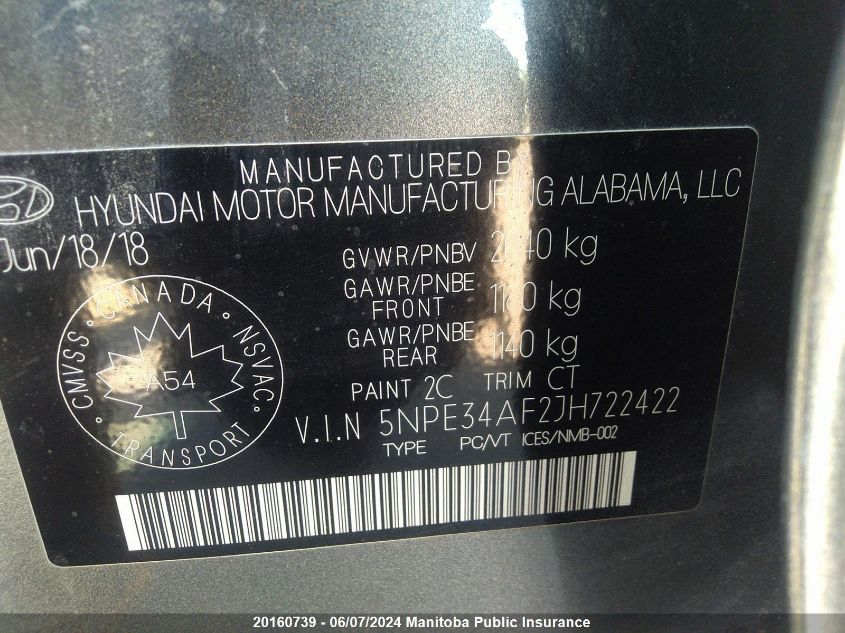 MANUFACTURED
HYUNDAI MOTOR MANUFACTURING ALABAMA, LLC
Jun/18/18
GVWR/PNBV kg
GAWR/PNBE
FRONT kg
GAWR/PNBE
REAR 1140 kg
PAINT 2C TRIM CT
V.I.N 5NPE34AF2JH722422
TYPE PC/VT ICES/NMB-002
CMVSS CANADA NSVAC
A54
TRANSPORT
20160739 - 06/07/2024 Manitoba Public Insurance